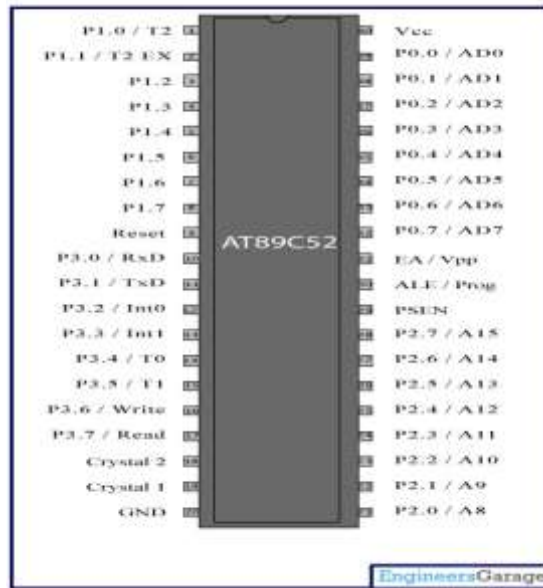 P1.0 / T2
P1.1 / T2 EX
P1.2
P1.3
P1.4
P1.5
P1.6
P1.7
Reset
P3.0 / RxD
P3.1 / TxD
P3.2 / Int0
P3.3 / Int1
P3.4 / T0
P3.5 / T1
P3.6 / Write
P3.7 / Read
Crystal 2
Crystal 1
GND
AT89C52
Vcc
P0.0 / AD0
P0.1 / AD1
P0.2 / AD2
P0.3 / AD3
P0.4 / AD4
P0.5 / AD5
P0.6 / AD6
P0.7 / AD7
EA / Vpp
ALE / Prog
PSEN
P2.7 / A15
P2.6 / A14
P2.5 / A13
P2.4 / A12
P2.3 / A11
P2.2 / A10
P2.1 / A9
P2.0 / A8
EngineersGarage